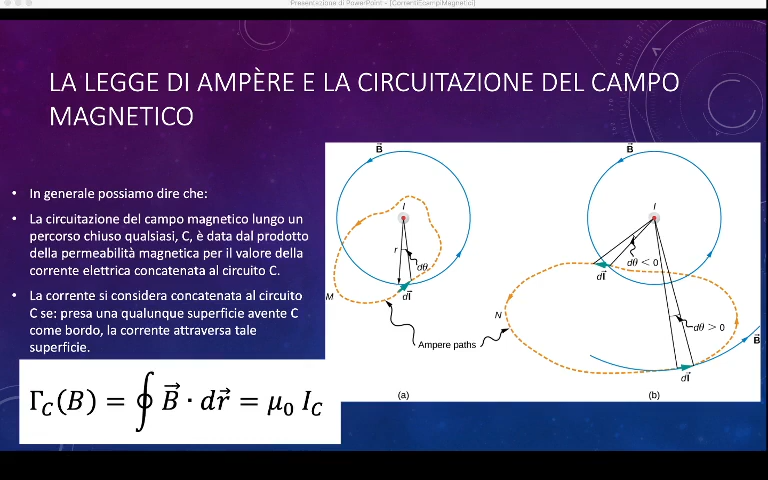 Presentazione di PowerPoint - [CorrentiEcampiMagnetici]
LA LEGGE DI AMPÈRE E LA CIRCUITAZIONE DEL CAMPO
MAGNETICO
• In generale possiamo dire che:
• La circuitazione del campo magnetico lungo un
percorso chiuso qualsiasi, C, è data dal prodotto
della permeabilità magnetica per il valore della
corrente elettrica concatenata al circuito C.
• La corrente si considera concatenata al circuito
C se: presa una qualunque superficie avente C
come bordo, la corrente attraversa tale
superficie.
Γ_C(B) = ∮ B⃗ · dr⃗ = μ₀ I_C
B⃗
I
r
dθ
dl⃗
M
Ampere paths
(a)
B⃗
I
dθ < 0
dl⃗
N
dθ > 0
B⃗
dl⃗
(b)